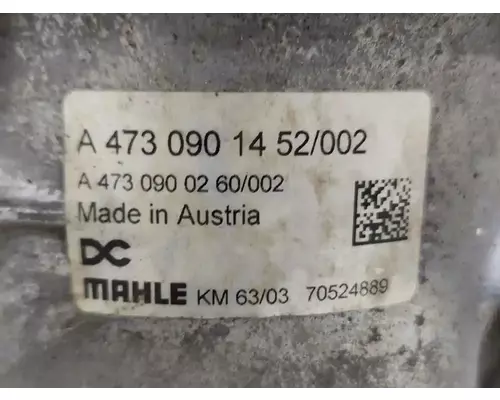 A 473 090 14 52/002
A 473 090 02 60/002
Made in Austria
DC
MAHLE KM 63/03 70524889